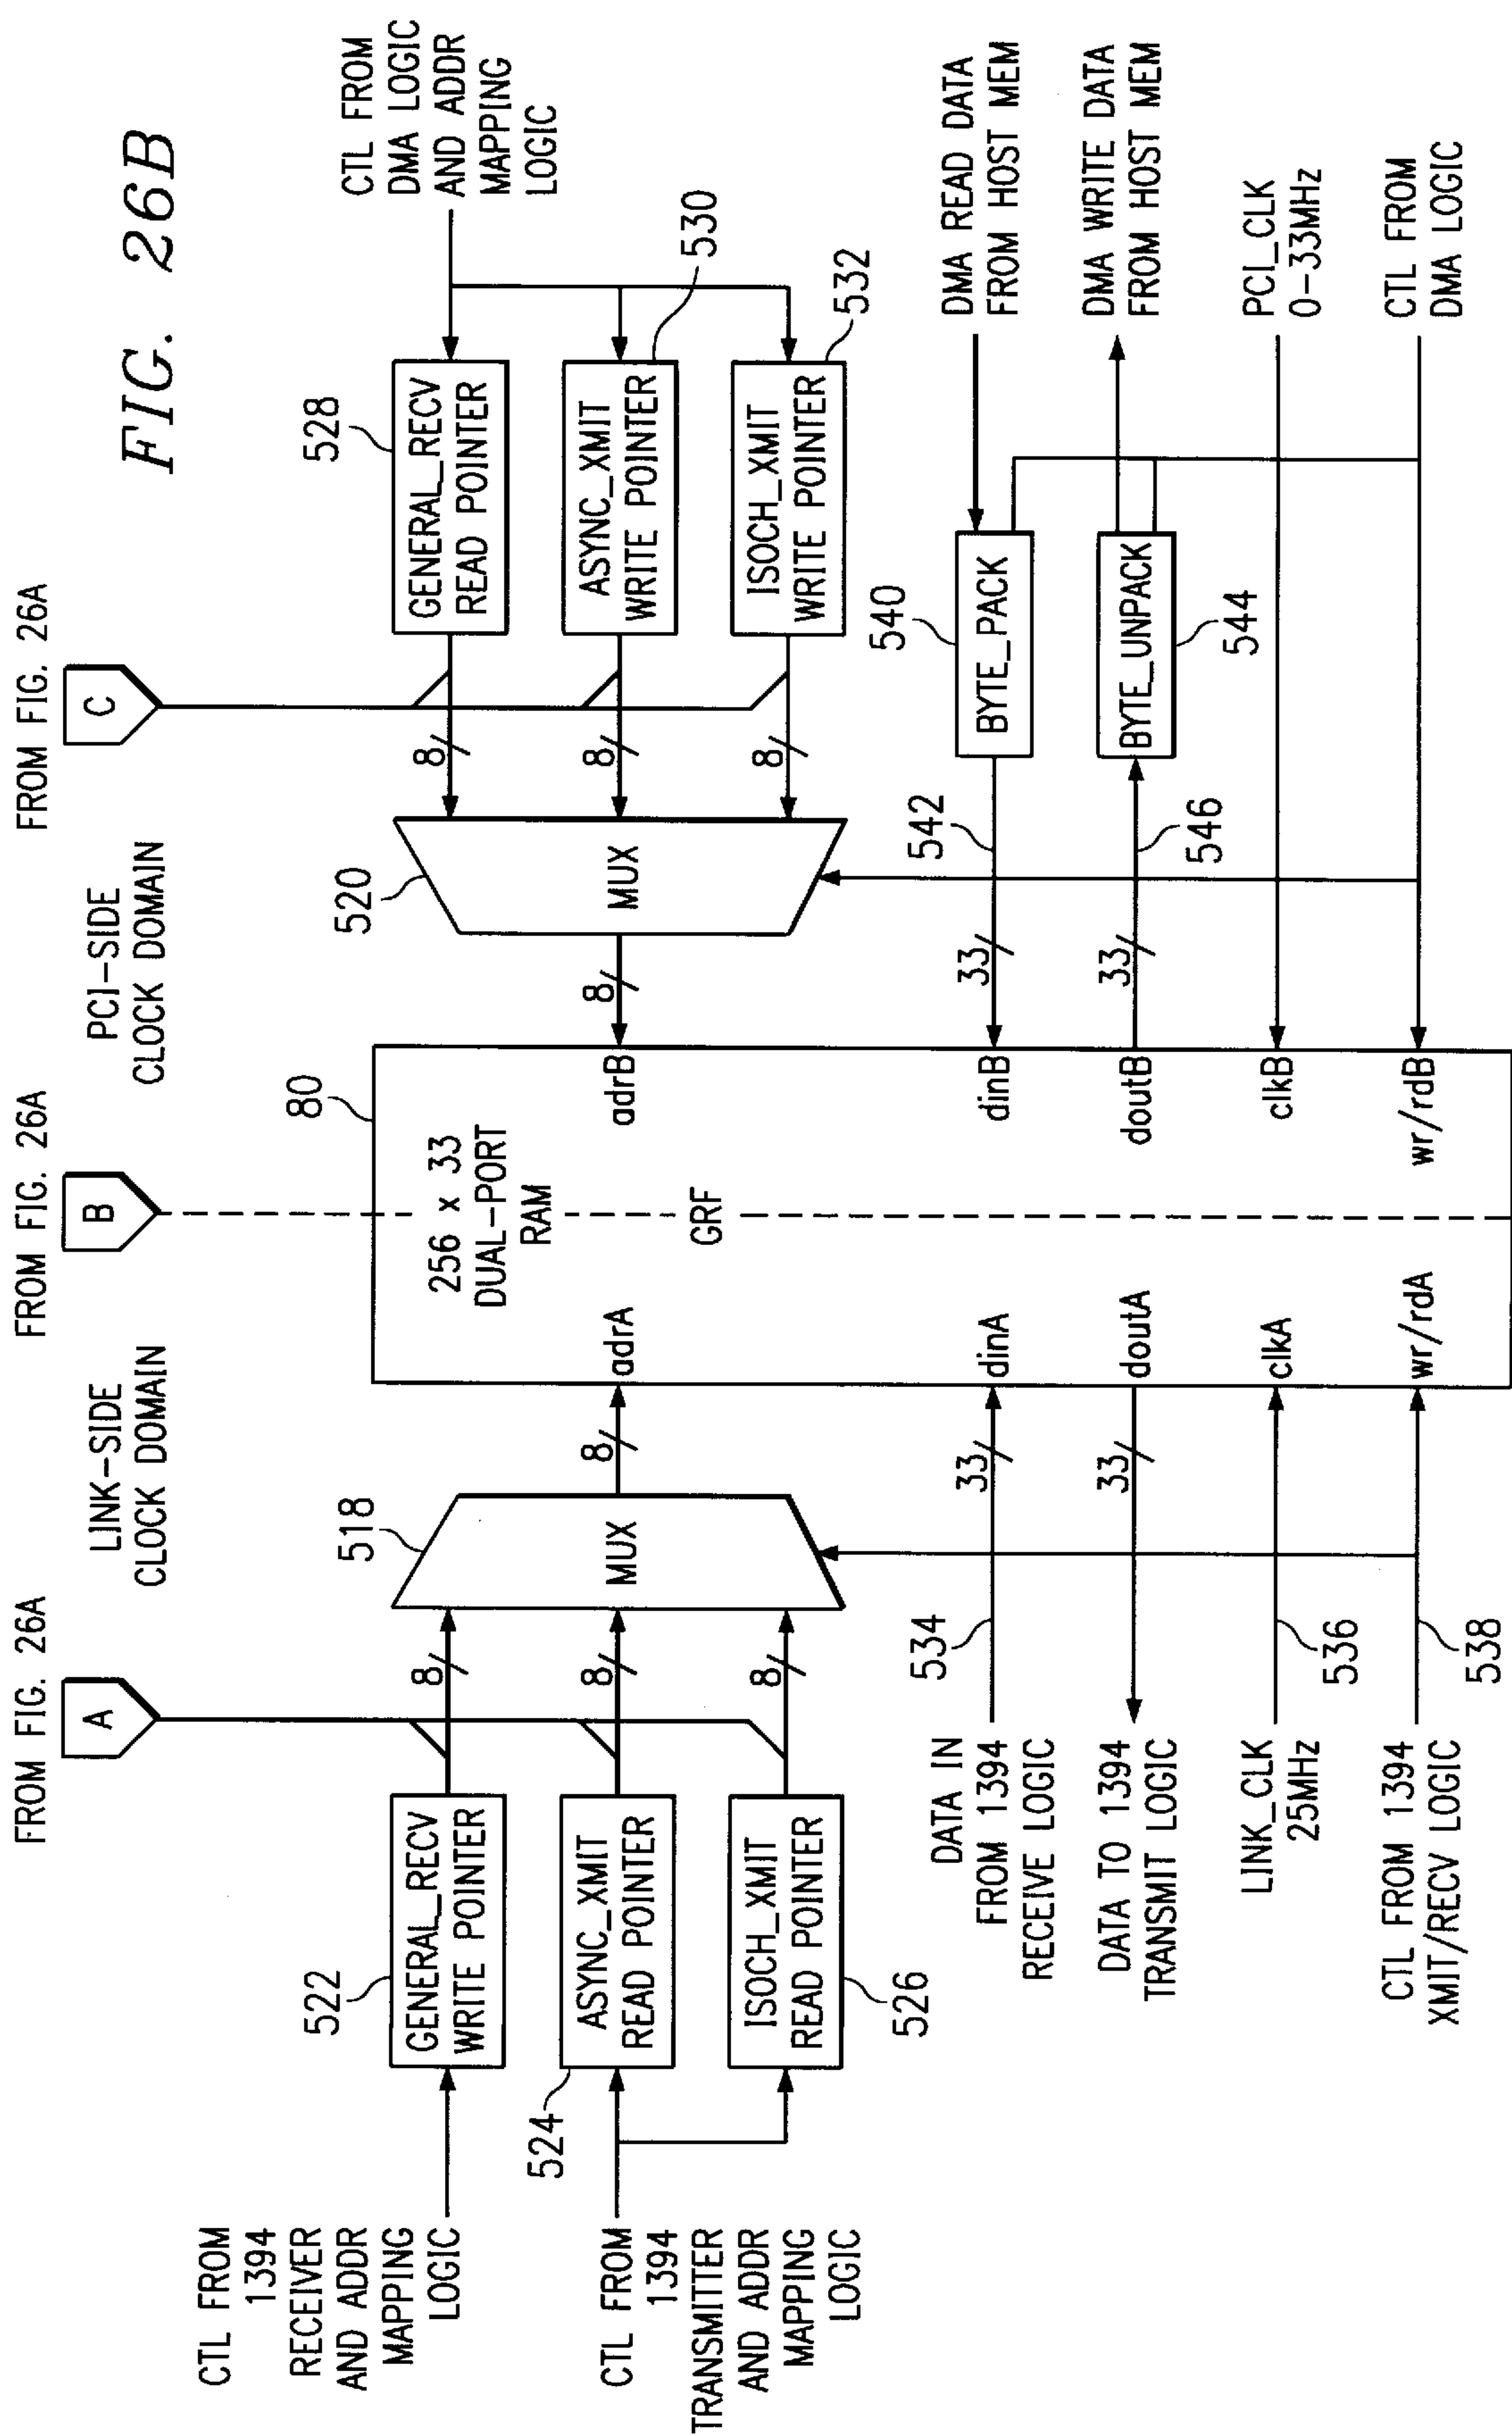 FIG. 26B
FROM FIG. 26A
FROM FIG. 26A
FROM FIG. 26A
A
B
C
LINK-SIDE
CLOCK DOMAIN
PCI-SIDE
CLOCK DOMAIN
CTL FROM
1394
RECEIVER
AND ADDR
MAPPING
LOGIC
522
GENERAL_RECV
WRITE POINTER
8
CTL FROM
1394
TRANSMITTER
AND ADDR
MAPPING
LOGIC
524
ASYNC_XMIT
READ POINTER
8
ISOCH_XMIT
READ POINTER
526
8
518
MUX
8
80
256 x 33
DUAL-PORT
RAM
GRF
adrA
adrB
dinA
dinB
doutA
doutB
clkA
clkB
wr/rdA
wr/rdB
8
520
MUX
8
8
8
528
GENERAL_RECV
READ POINTER
ASYNC_XMIT
WRITE POINTER
530
ISOCH_XMIT
WRITE POINTER
532
CTL FROM
DMA LOGIC
AND ADDR
MAPPING
LOGIC
DATA IN
FROM 1394
RECEIVE LOGIC
534
33
DATA TO 1394
TRANSMIT LOGIC
33
LINK_CLK
25MHz
536
CTL FROM 1394
XMIT/RECV LOGIC
538
33
542
540
BYTE_PACK
DMA READ DATA
FROM HOST MEM
33
546
BYTE_UNPACK
544
DMA WRITE DATA
FROM HOST MEM
PCI_CLK
0-33MHz
CTL FROM
DMA LOGIC